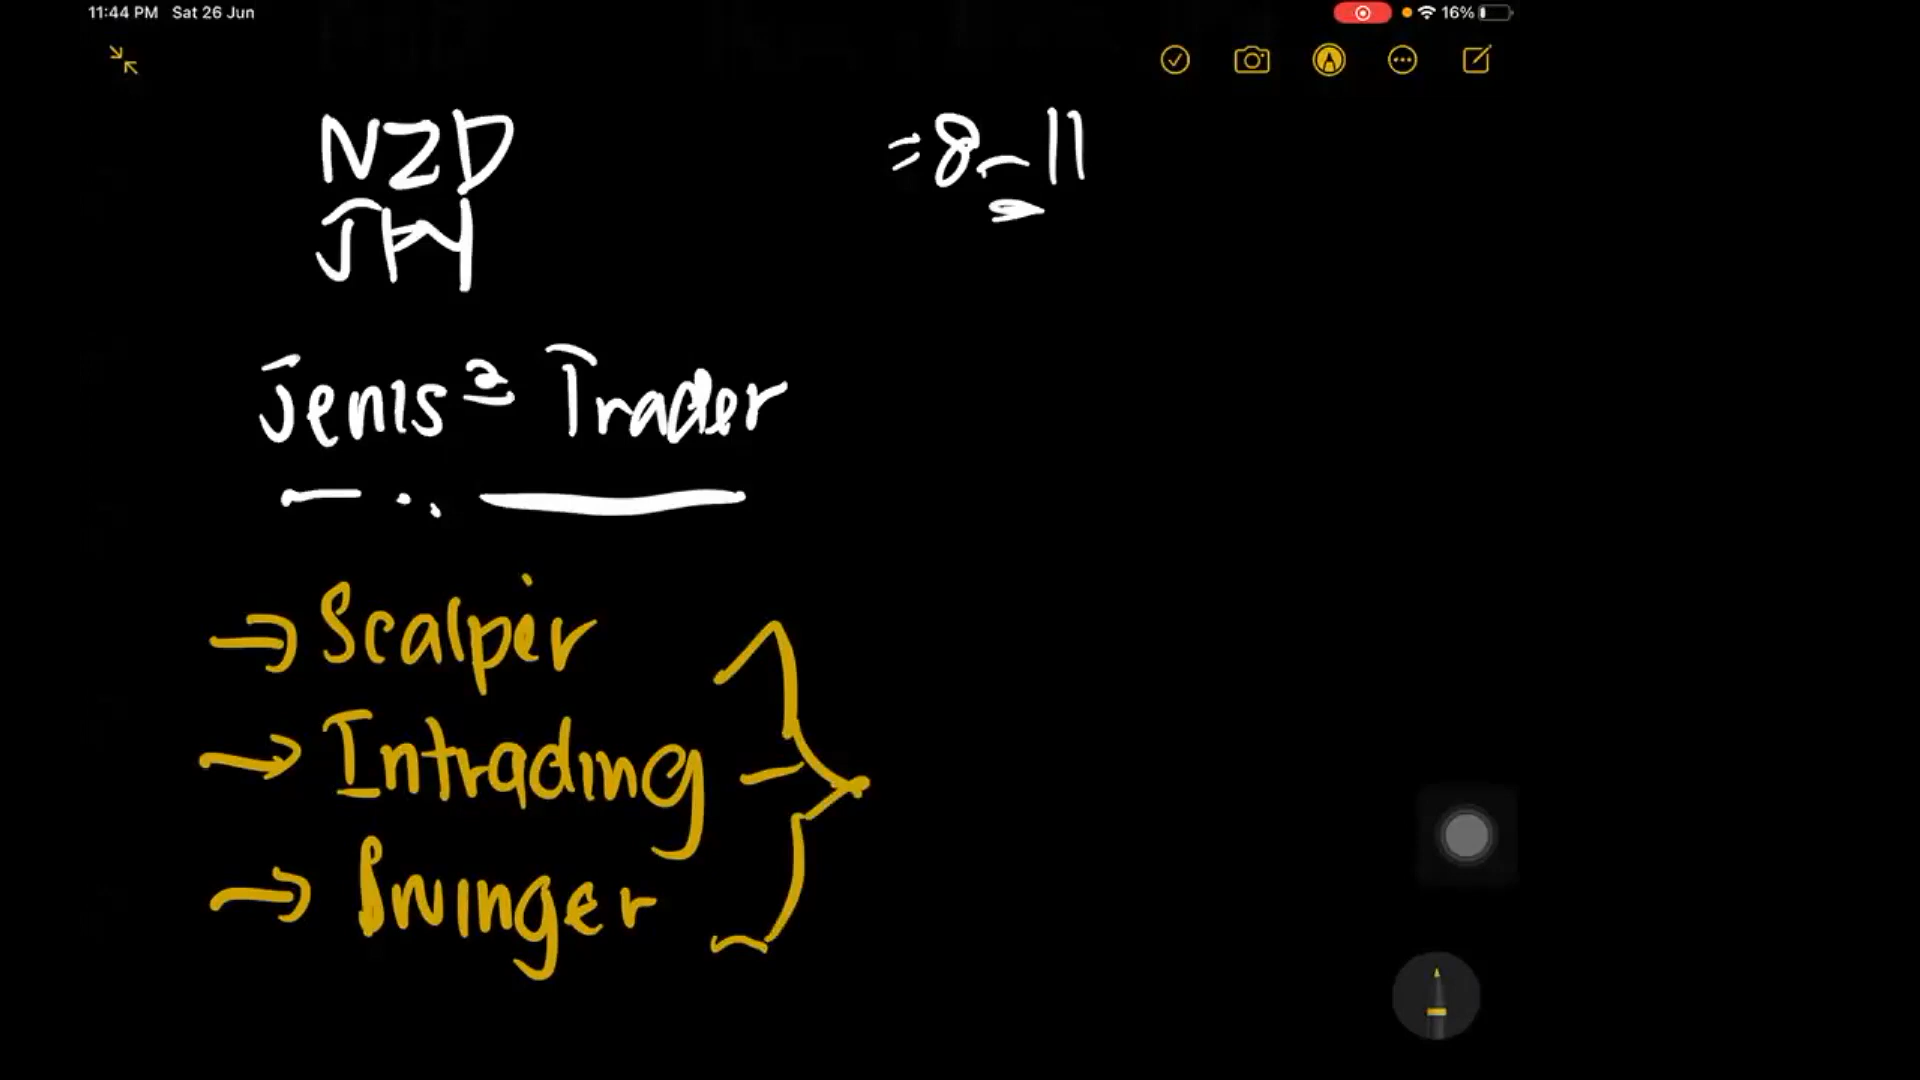 11:44 PM Sat 26 Jun 16%
NZD = 8 - 11
JPY
Jenis² Trader
→ Scalper
→ Intrading
→ Swinger